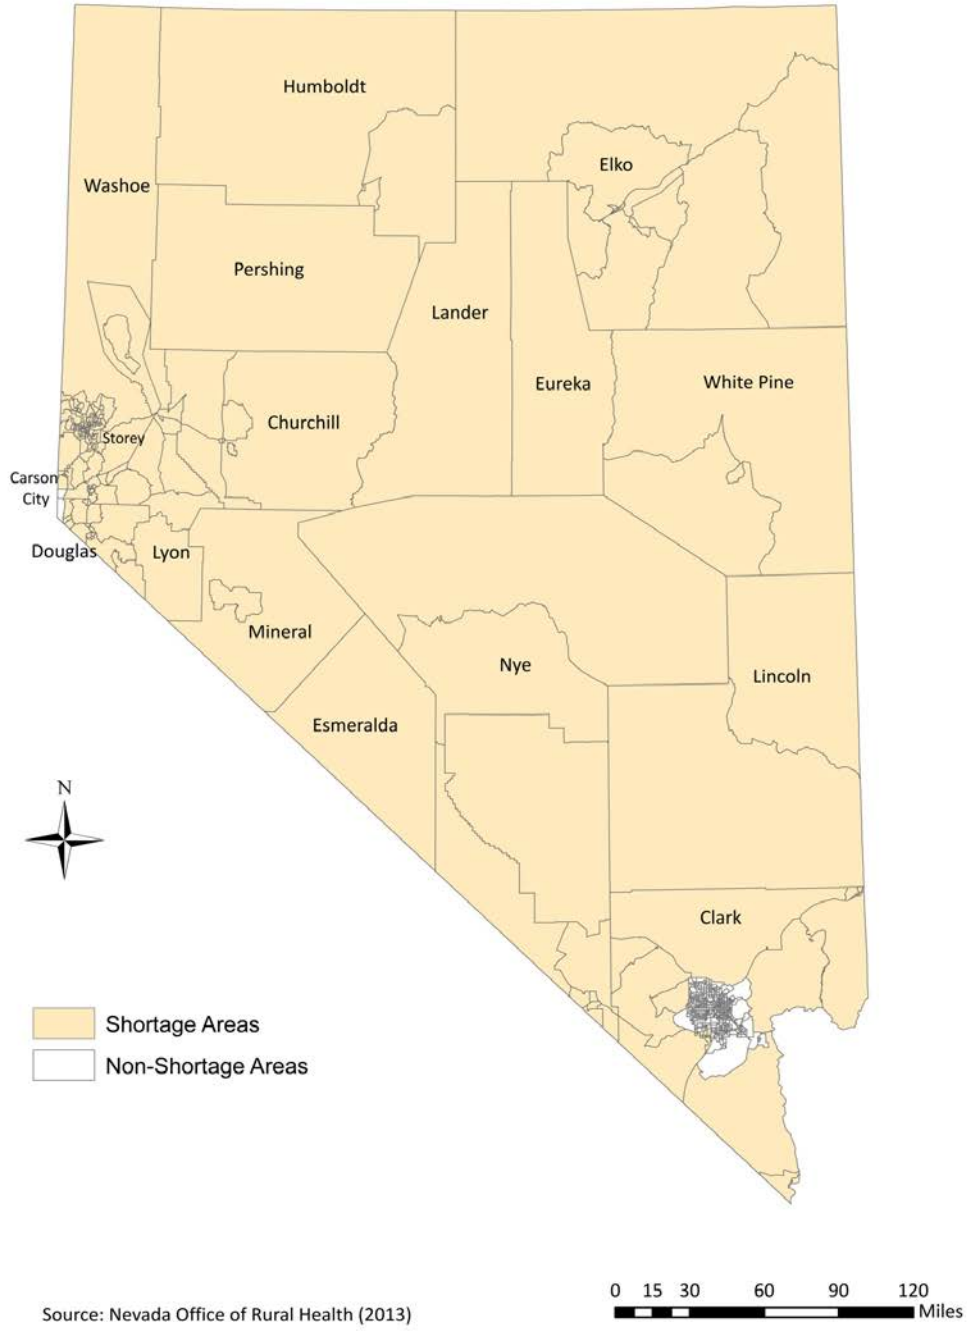 Humboldt
Elko
Washoe
Pershing
Lander
Eureka
White Pine
Churchill
Storey
Carson
City
Douglas
Lyon
Mineral
Nye
Lincoln
Esmeralda
N
Clark
Shortage Areas
Non-Shortage Areas
0 15 30 60 90 120
Miles
Source: Nevada Office of Rural Health (2013)